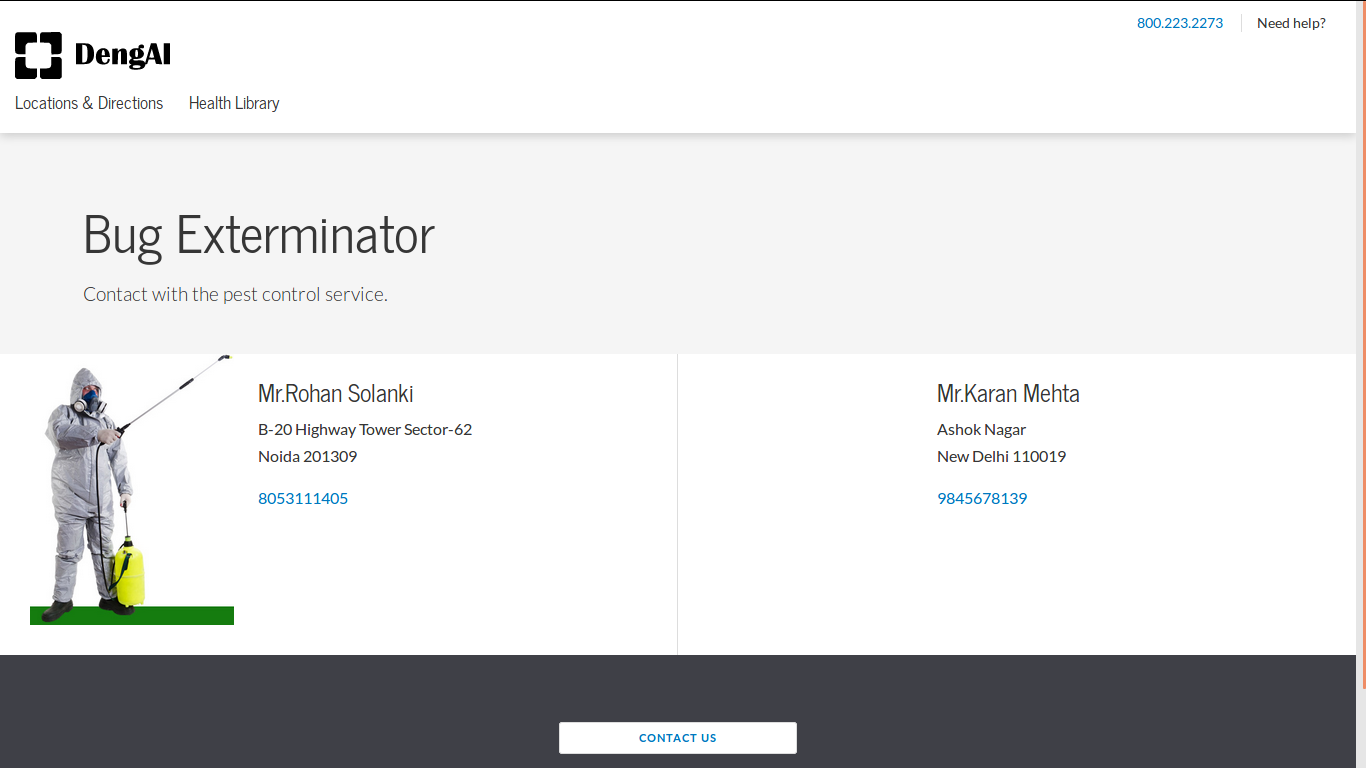 800.223.2273
Need help?
DengAI
Locations & Directions
Health Library
Bug Exterminator
Contact with the pest control service.
Mr.Rohan Solanki
B-20 Highway Tower Sector-62
Noida 201309
8053111405
Mr.Karan Mehta
Ashok Nagar
New Delhi 110019
9845678139
CONTACT US